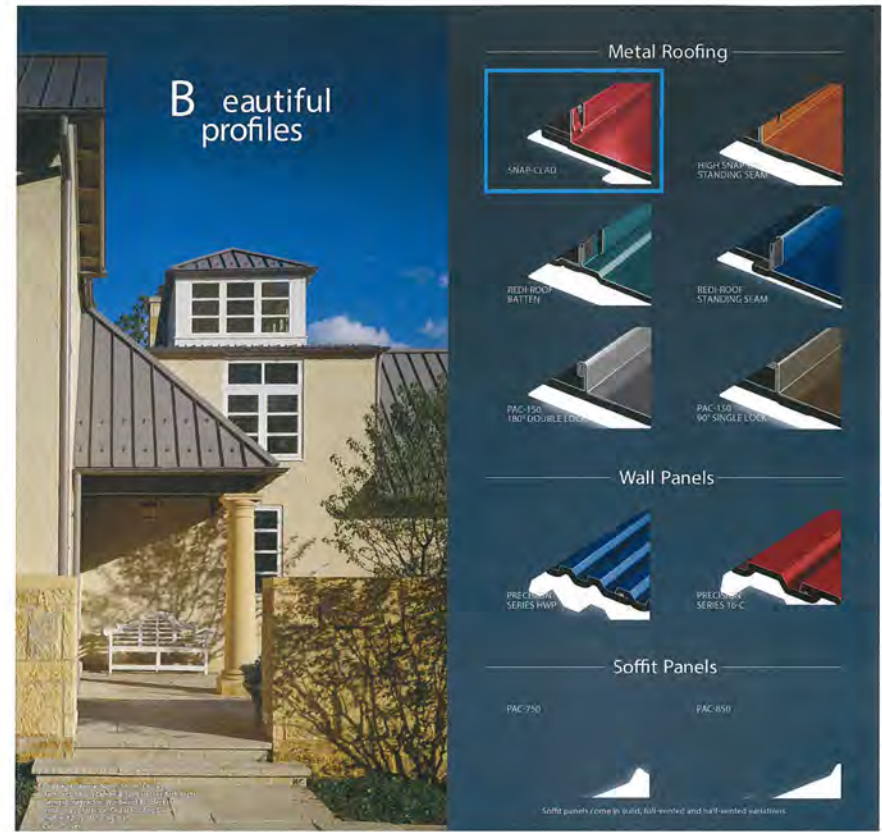 B eautiful
profiles
Metal Roofing
SNAP-CLAD
HIGH SNAP
STANDING SEAM
REDI-ROOF
BATTEN
REDI-ROOF
STANDING SEAM
PAC-150
180° DOUBLE LOCK
PAC-150
90° SINGLE LOCK
Wall Panels
PRECISION
SERIES HWP
PRECISION
SERIES 16-C
Soffit Panels
PAC-750
PAC-850
Soffit panels come in solid, full-vented and half-vented variations